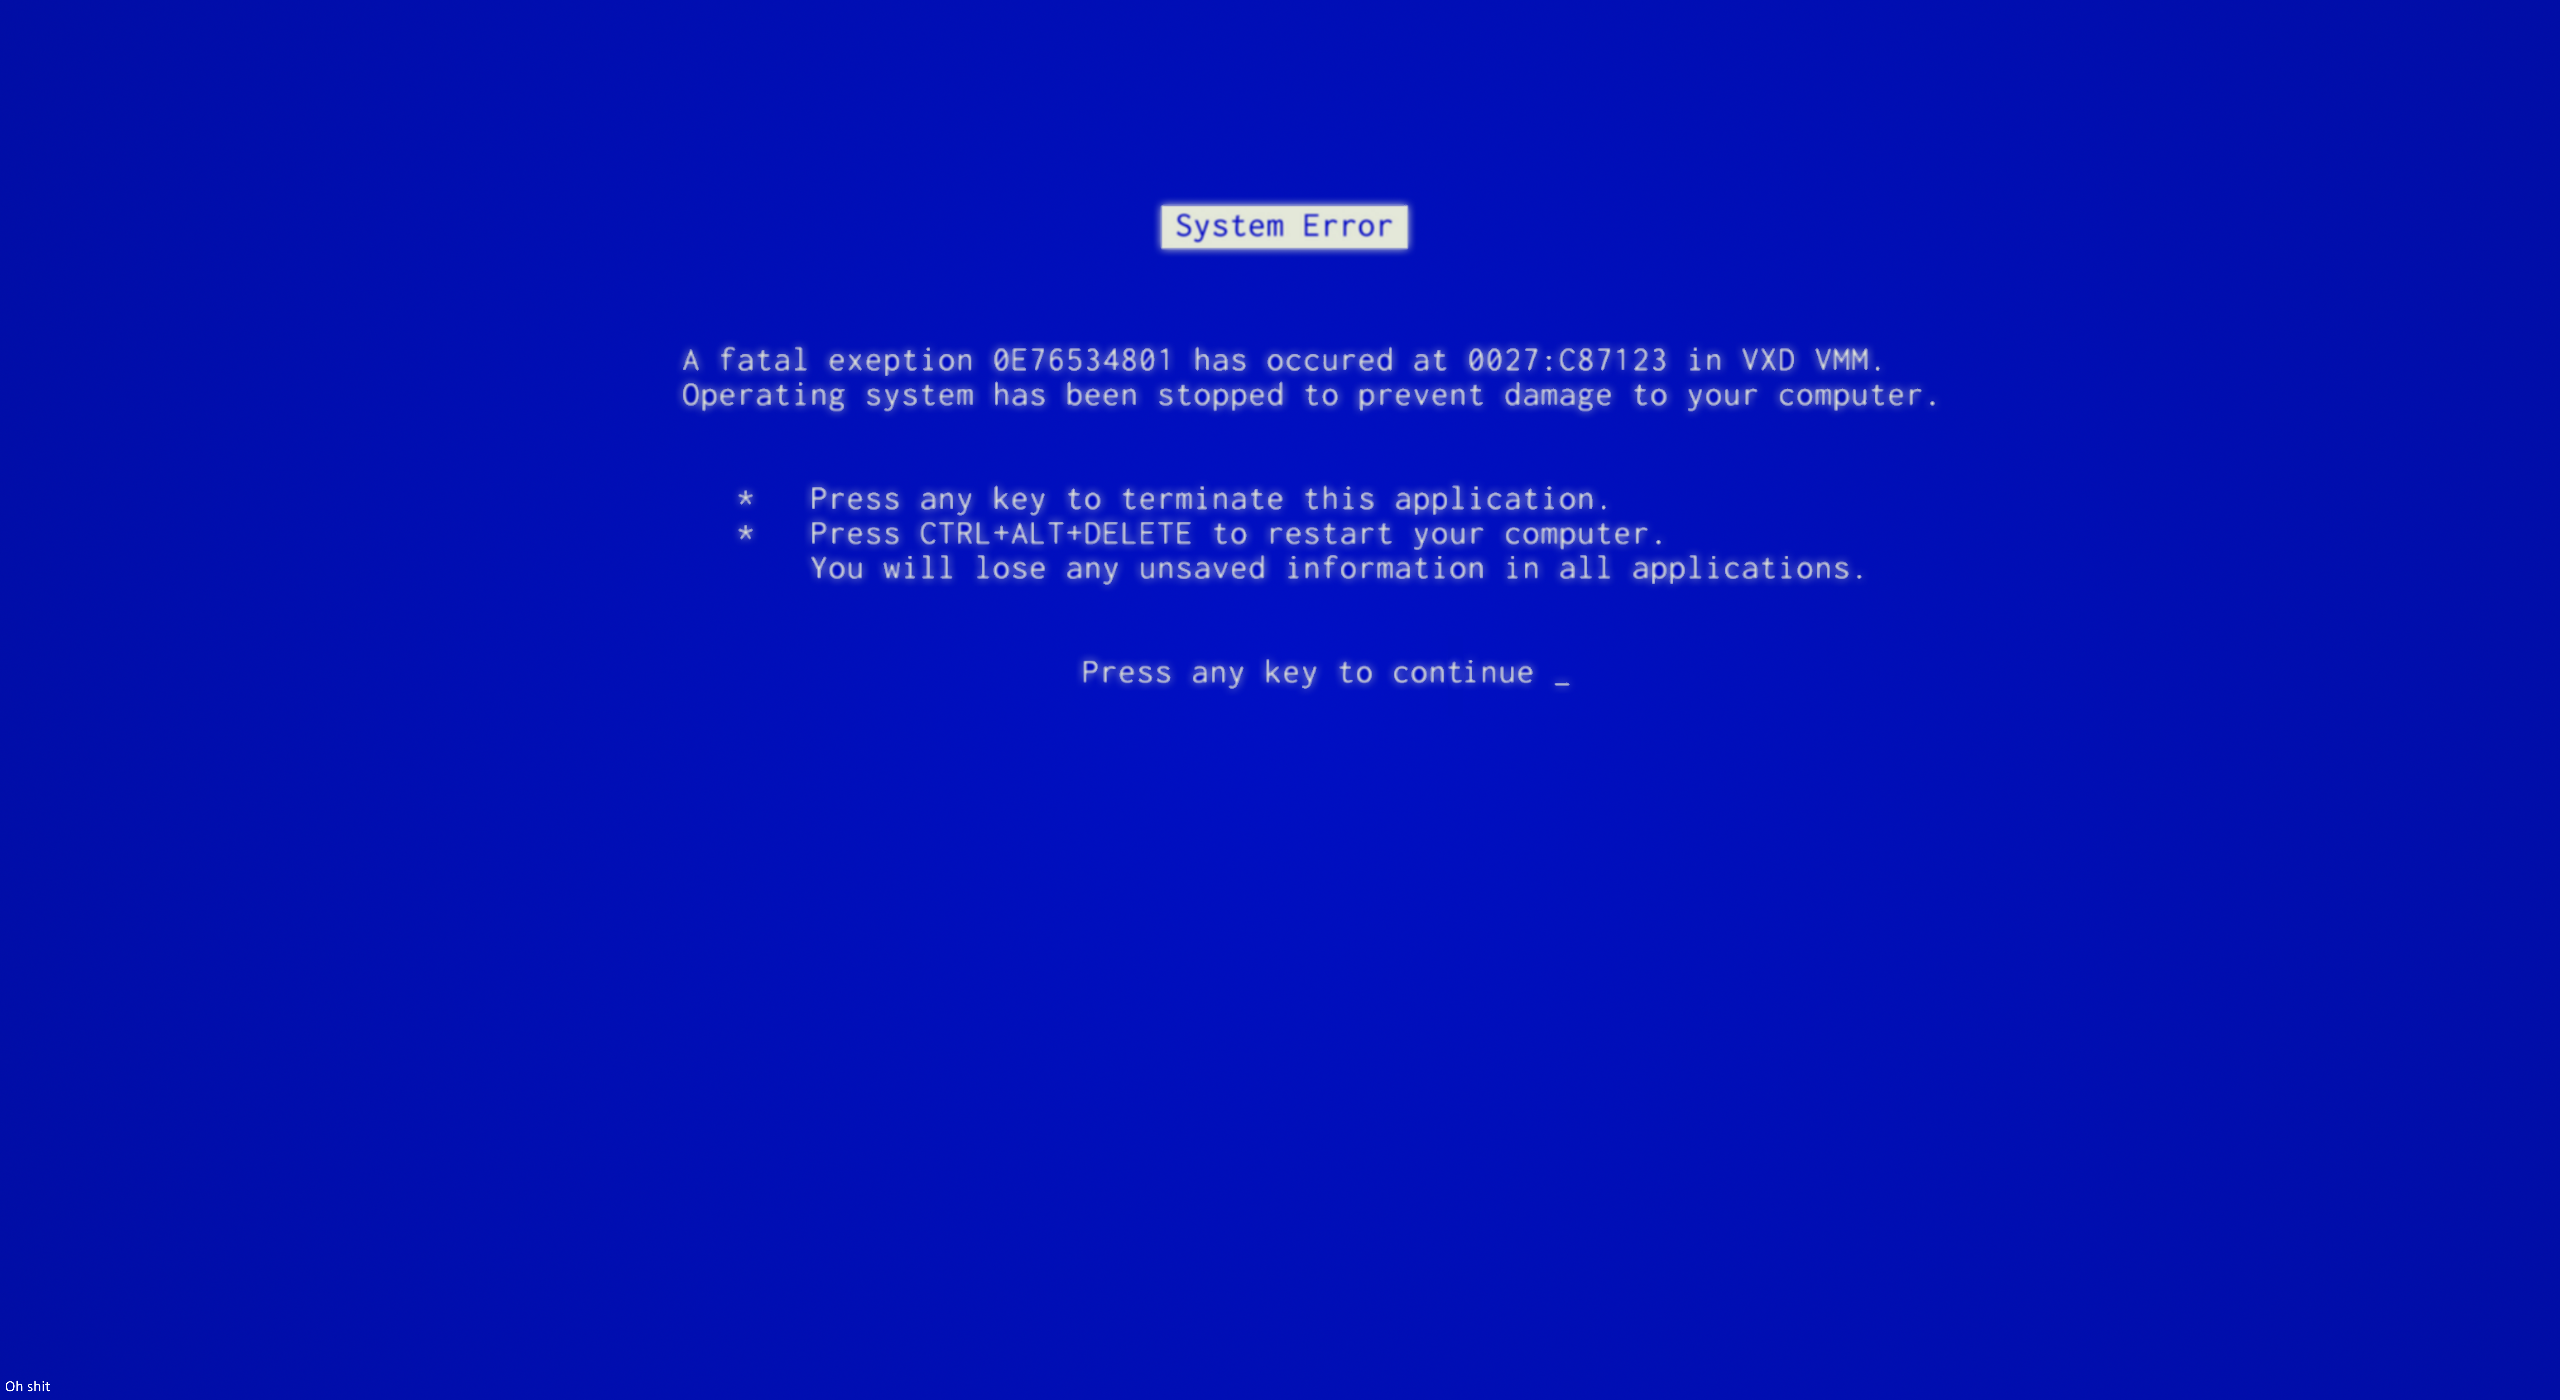 System Error
A fatal exeption 0E76534801 has occured at 0027:C87123 in VXD VMM.
Operating system has been stopped to prevent damage to your computer.
* Press any key to terminate this application.
* Press CTRL+ALT+DELETE to restart your computer.
You will lose any unsaved information in all applications.
Press any key to continue _
Oh shit